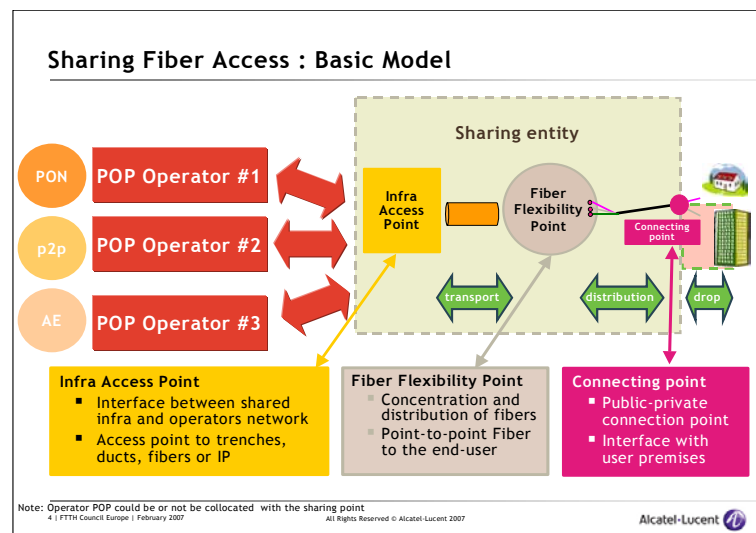 Sharing Fiber Access : Basic Model
Sharing entity
PON
POP Operator #1
p2p
POP Operator #2
AE
POP Operator #3
Infra
Access
Point
Fiber
Flexibility
Point
Connecting
point
transport
distribution
drop
Infra Access Point
■ Interface between shared
infra and operators network
■ Access point to trenches,
ducts, fibers or IP
Fiber Flexibility Point
■ Concentration and
distribution of fibers
■ Point-to-point Fiber
to the end-user
Connecting point
■ Public-private
connection point
■ Interface with
user premises
Note: Operator POP could be or not be collocated with the sharing point
4 | FTTH Council Europe | February 2007
All Rights Reserved © Alcatel-Lucent 2007
Alcatel·Lucent